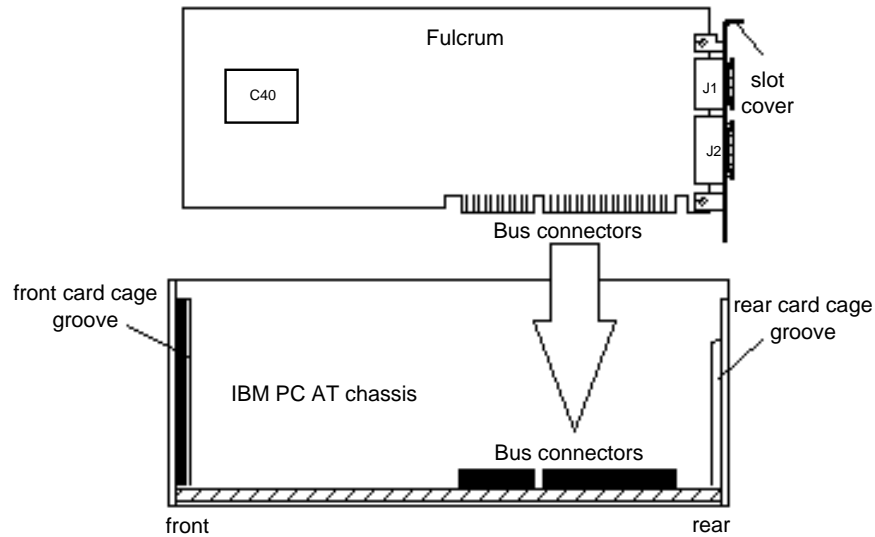 Fulcrum
C40
J1
J2
slot
cover
Bus connectors
front card cage
groove
rear card cage
groove
IBM PC AT chassis
Bus connectors
front
rear